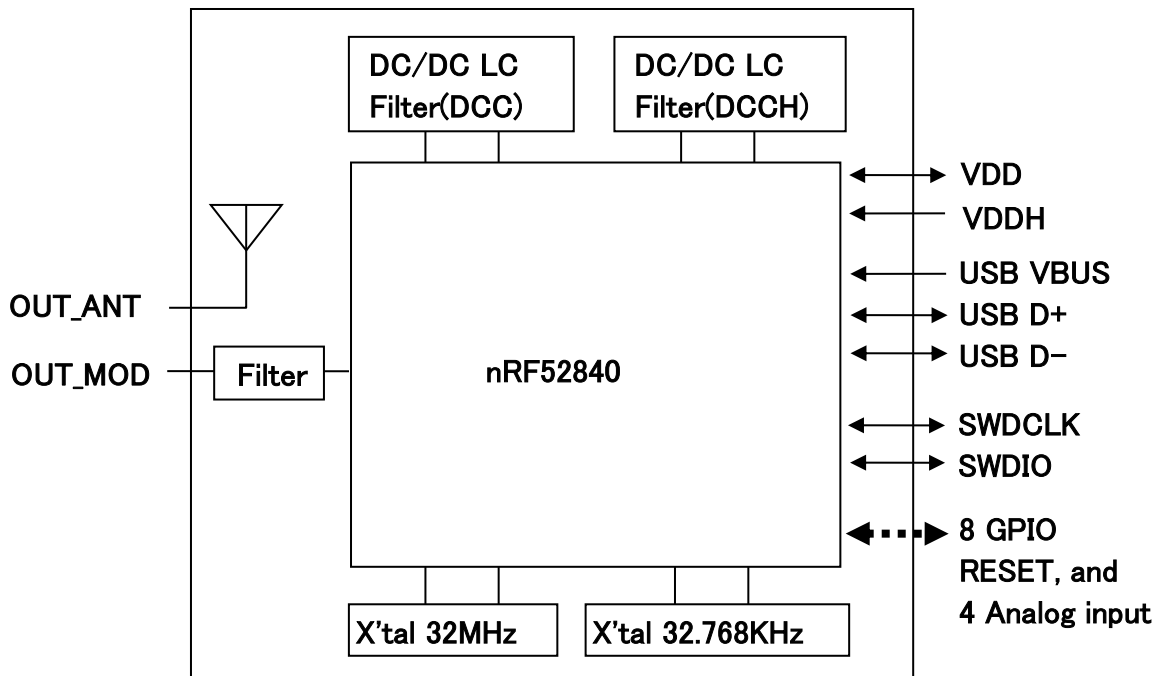 DC/DC LC
Filter(DCC)
DC/DC LC
Filter(DCCH)
VDD
VDDH
USB VBUS
USB D+
USB D-
OUT_ANT
OUT_MOD
Filter
nRF52840
SWDCLK
SWDIO
8 GPIO
RESET, and
4 Analog input
X'tal 32MHz
X'tal 32.768KHz